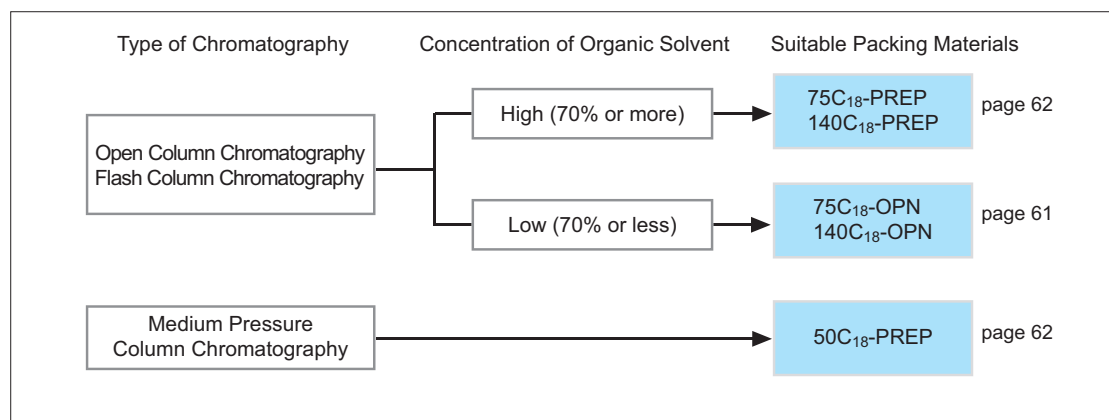 Type of Chromatography
Concentration of Organic Solvent
Suitable Packing Materials
Open Column Chromatography
Flash Column Chromatography
High (70% or more)
75C₁₈-PREP
140C₁₈-PREP
page 62
Low (70% or less)
75C₁₈-OPN
140C₁₈-OPN
page 61
Medium Pressure
Column Chromatography
50C₁₈-PREP
page 62